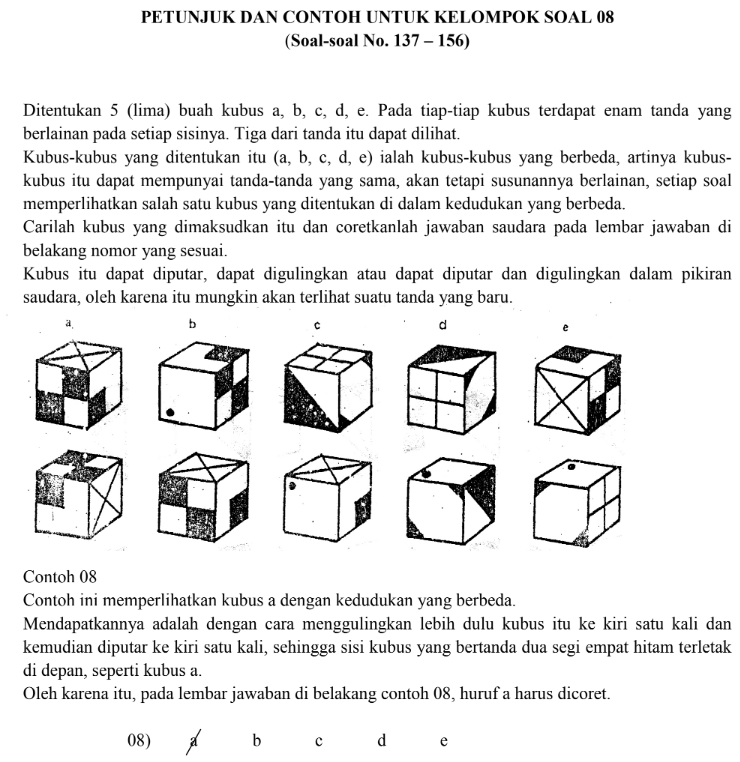 PETUNJUK DAN CONTOH UNTUK KELOMPOK SOAL 08
(Soal-soal No. 137 – 156)
Ditentukan 5 (lima) buah kubus a, b, c, d, e. Pada tiap-tiap kubus terdapat enam tanda yang
berlainan pada setiap sisinya. Tiga dari tanda itu dapat dilihat.
Kubus-kubus yang ditentukan itu (a, b, c, d, e) ialah kubus-kubus yang berbeda, artinya kubus-
kubus itu dapat mempunyai tanda-tanda yang sama, akan tetapi susunannya berlainan, setiap soal
memperlihatkan salah satu kubus yang ditentukan di dalam kedudukan yang berbeda.
Carilah kubus yang dimaksudkan itu dan coretkanlah jawaban saudara pada lembar jawaban di
belakang nomor yang sesuai.
Kubus itu dapat diputar, dapat digulingkan atau dapat diputar dan digulingkan dalam pikiran
saudara, oleh karena itu mungkin akan terlihat suatu tanda yang baru.
a b c d e
Contoh 08
Contoh ini memperlihatkan kubus a dengan kedudukan yang berbeda.
Mendapatkannya adalah dengan cara menggulingkan lebih dulu kubus itu ke kiri satu kali dan
kemudian diputar ke kiri satu kali, sehingga sisi kubus yang bertanda dua segi empat hitam terletak
di depan, seperti kubus a.
Oleh karena itu, pada lembar jawaban di belakang contoh 08, huruf a harus dicoret.
08) a b c d e